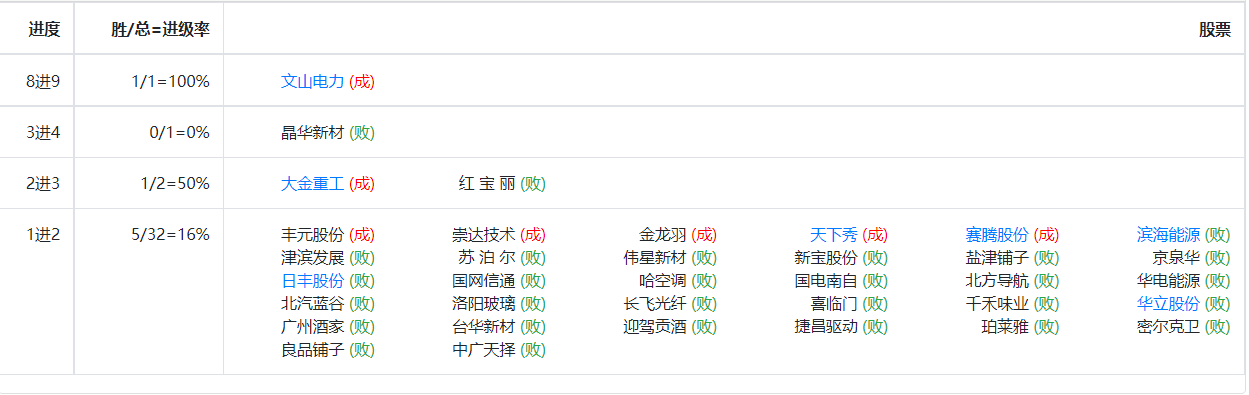 进度 胜/总=进级率 股票
8进9 1/1=100% 文山电力 (成)
3进4 0/1=0% 晶华新材 (败)
2进3 1/2=50% 大金重工 (成) 红 宝 丽 (败)
1进2 5/32=16% 丰元股份 (成) 崇达技术 (成) 金龙羽 (成) 天下秀 (成) 赛腾股份 (成) 滨海能源 (败)
津滨发展 (败) 苏 泊 尔 (败) 伟星新材 (败) 新宝股份 (败) 盐津铺子 (败) 京泉华 (败)
日丰股份 (败) 国网信通 (败) 哈空调 (败) 国电南自 (败) 北方导航 (败) 华电能源 (败)
北汽蓝谷 (败) 洛阳玻璃 (败) 长飞光纤 (败) 喜临门 (败) 千禾味业 (败) 华立股份 (败)
广州酒家 (败) 台华新材 (败) 迎驾贡酒 (败) 捷昌驱动 (败) 珀莱雅 (败) 密尔克卫 (败)
良品铺子 (败) 中广天择 (败)